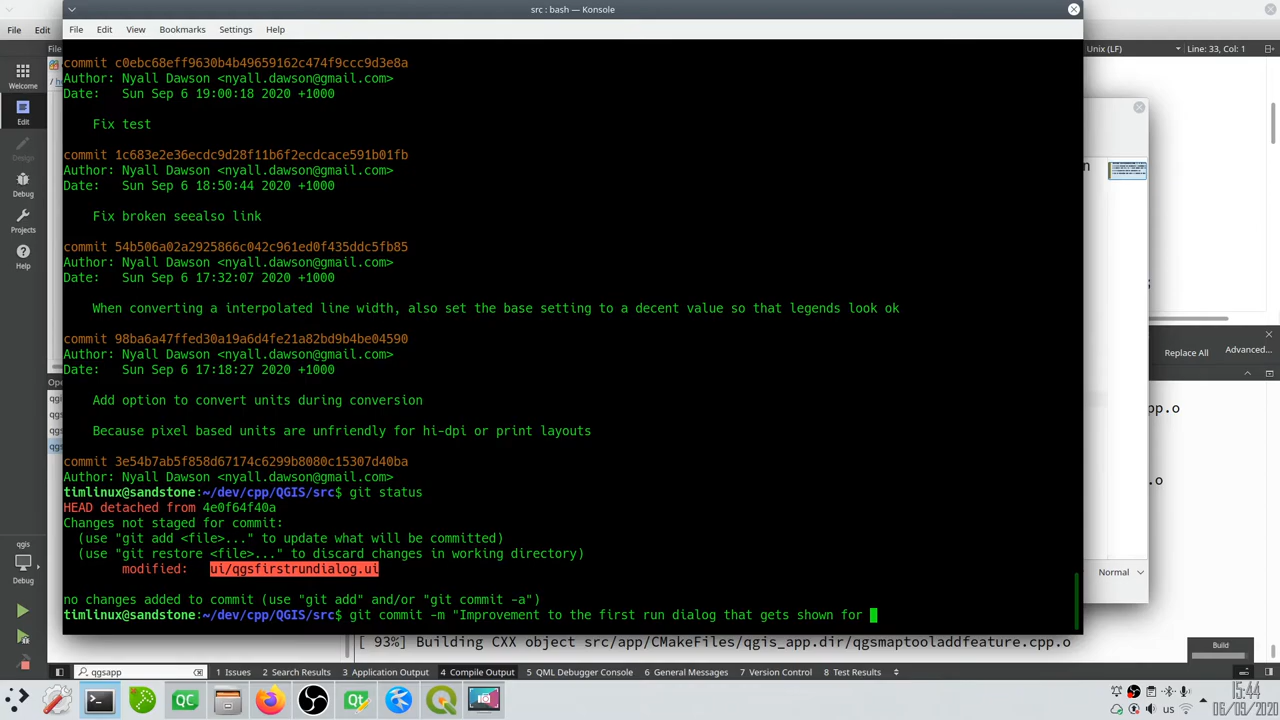 src : bash — Konsole
File Edit
File Edit View Bookmarks Settings Help
Unix (LF) Line: 33, Col: 1
Welcome
Edit
Design
Debug
Projects
Help
qgis
Debug
commit c0ebc68eff9630b4b49659162c474f9ccc9d3e8a
Author: Nyall Dawson <nyall.dawson@gmail.com>
Date:   Sun Sep 6 19:00:18 2020 +1000
Fix test
commit 1c683e2e36ecdc9d28f11b6f2ecdcace591b01fb
Author: Nyall Dawson <nyall.dawson@gmail.com>
Date:   Sun Sep 6 18:50:44 2020 +1000
Fix broken seealso link
commit 54b506a02a2925866c042c961ed0f435ddc5fb85
Author: Nyall Dawson <nyall.dawson@gmail.com>
Date:   Sun Sep 6 17:32:07 2020 +1000
When converting a interpolated line width, also set the base setting to a decent value so that legends look ok
commit 98ba6a47ffed30a19a6d4fe21a82bd9b4be04590
Author: Nyall Dawson <nyall.dawson@gmail.com>
Date:   Sun Sep 6 17:18:27 2020 +1000
Add option to convert units during conversion
Because pixel based units are unfriendly for hi-dpi or print layouts
commit 3e54b7ab5f858d67174c6299b8080c15307d40ba
Author: Nyall Dawson <nyall.dawson@gmail.com>
timlinux@sandstone:~/dev/cpp/QGIS/src$ git status
HEAD detached from 4e0f64f40a
Changes not staged for commit:
(use "git add <file>..." to update what will be committed)
(use "git restore <file>..." to discard changes in working directory)
modified:   ui/qgsfirstrundialog.ui
no changes added to commit (use "git add" and/or "git commit -a")
timlinux@sandstone:~/dev/cpp/QGIS/src$ git commit -m "Improvement to the first run dialog that gets shown for
Replace All Advanced...
pp.o
.o
Normal
[ 93%] Building CXX object src/app/CMakeFiles/qgis_app.dir/qgsmaptooladdfeature.cpp.o
Build
qgsapp 1 Issues 2 Search Results 3 Application Output 4 Compile Output 5 QML Debugger Console 6 General Messages 7 Version Control 8 Test Results
us
15:44
06/09/2020